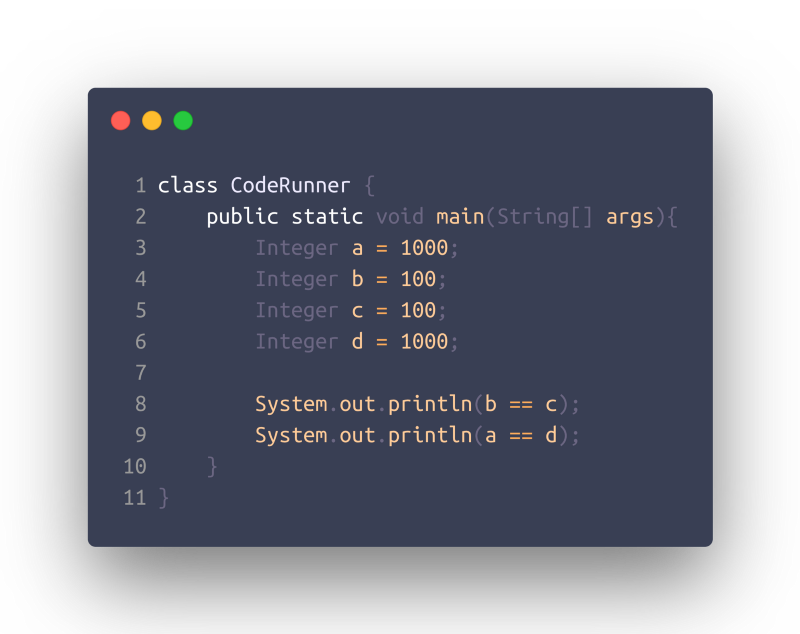 1 class CodeRunner {
2     public static void main(String[] args){
3         Integer a = 1000;
4         Integer b = 100;
5         Integer c = 100;
6         Integer d = 1000;
7
8         System.out.println(b == c);
9         System.out.println(a == d);
10     }
11 }